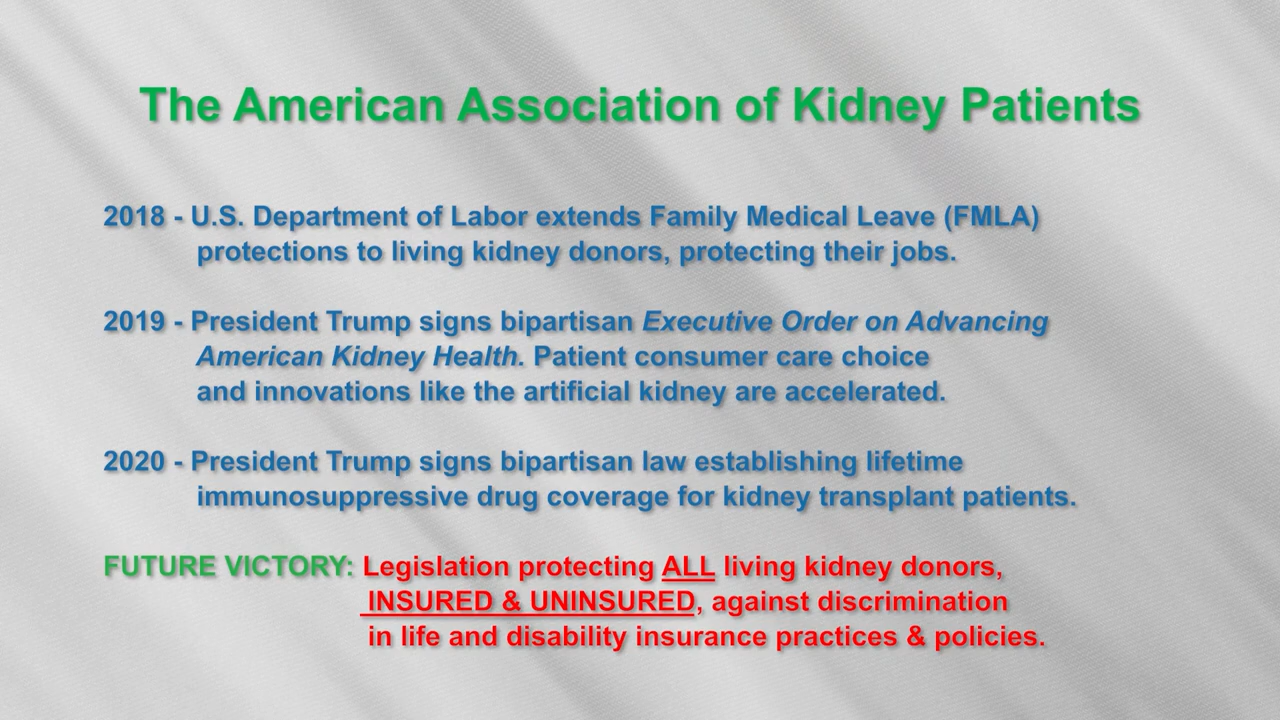 The American Association of Kidney Patients
2018 - U.S. Department of Labor extends Family Medical Leave (FMLA)
protections to living kidney donors, protecting their jobs.
2019 - President Trump signs bipartisan Executive Order on Advancing
American Kidney Health. Patient consumer care choice
and innovations like the artificial kidney are accelerated.
2020 - President Trump signs bipartisan law establishing lifetime
immunosuppressive drug coverage for kidney transplant patients.
FUTURE VICTORY: Legislation protecting ALL living kidney donors,
INSURED & UNINSURED, against discrimination
in life and disability insurance practices & policies.